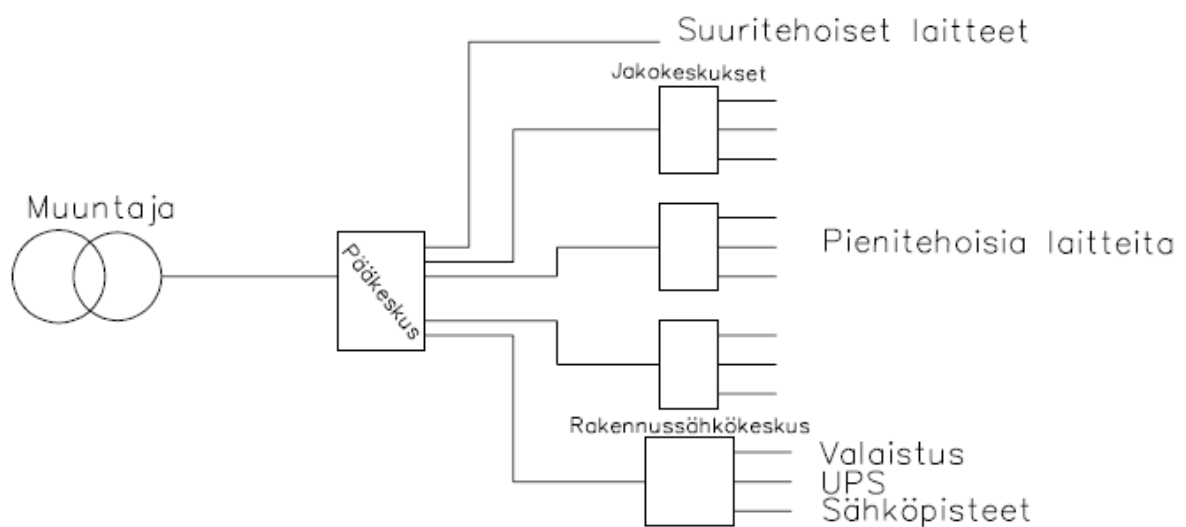 Suuritehoiset laitteet
Jakokeskukset
Muuntaja
Pääkeskus
Pienitehoisia laitteita
Rakennussähkökeskus
Valaistus
UPS
Sähköpisteet